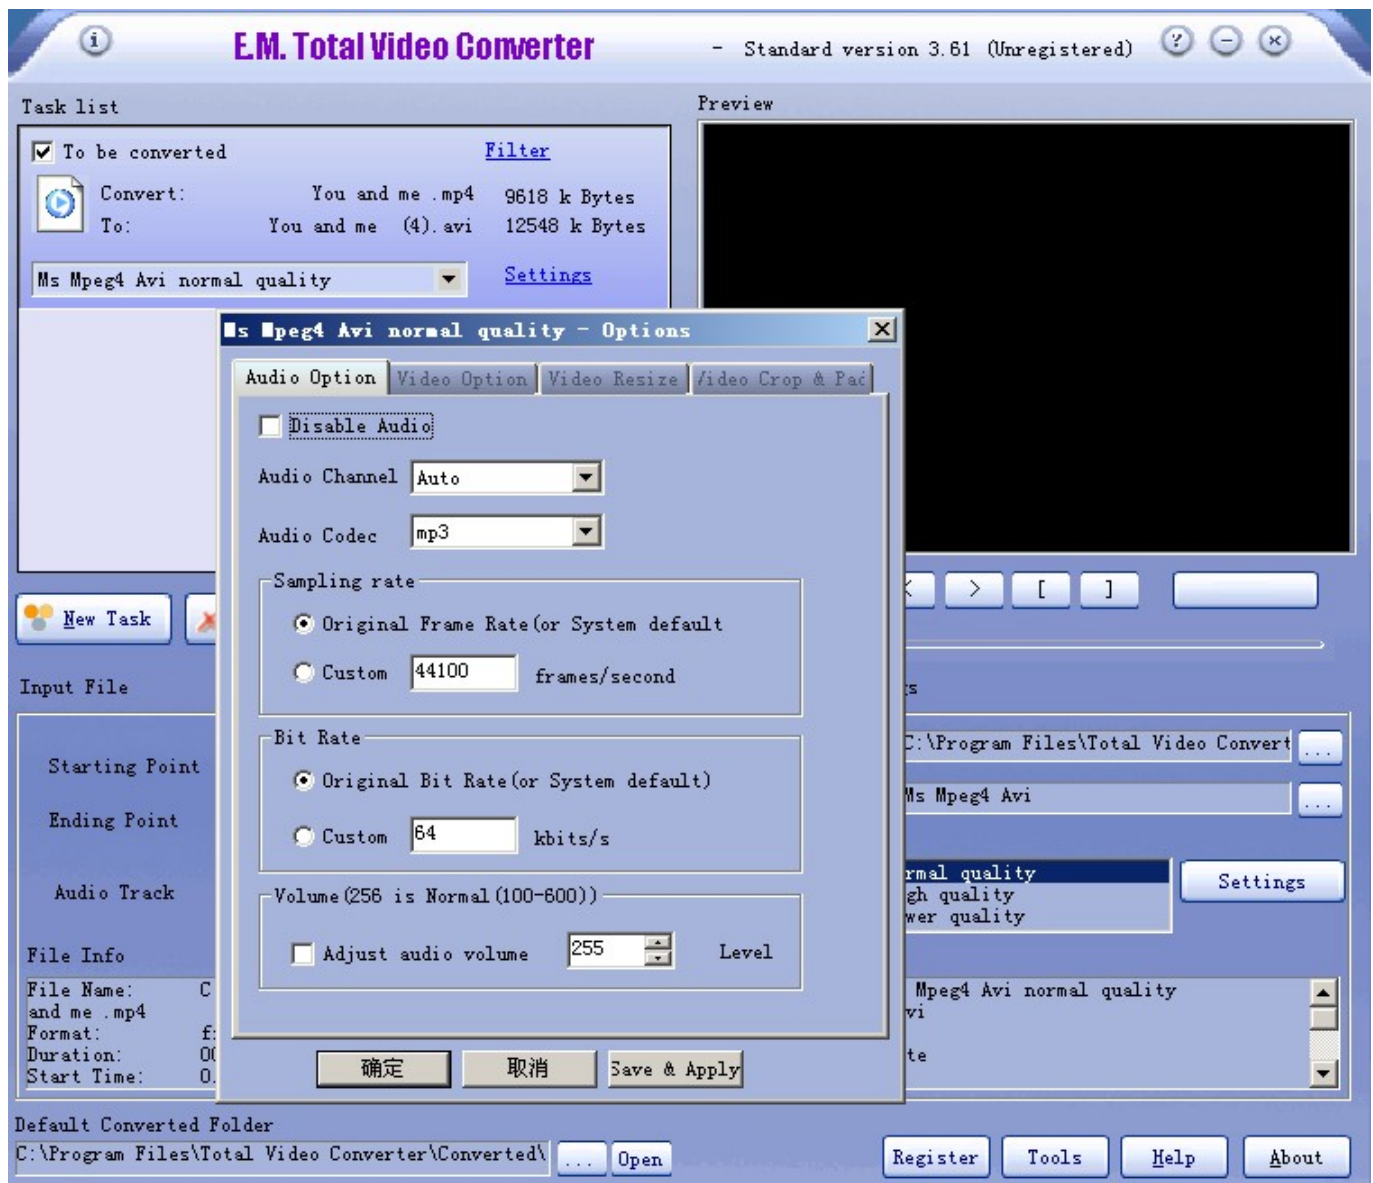 E.M. Total Video Converter - Standard version 3.61 (Unregistered)
Task list
Preview
To be converted Filter
Convert: You and me .mp4 9618 k Bytes
To: You and me (4).avi 12548 k Bytes
Ms Mpeg4 Avi normal quality Settings
Ms Mpeg4 Avi normal quality - Options
Audio Option Video Option Video Resize Video Crop & Pad
Disable Audio
Audio Channel Auto
Audio Codec mp3
Sampling rate
Original Frame Rate(or System default
Custom 44100 frames/second
Bit Rate
Original Bit Rate(or System default)
Custom 64 kbits/s
Volume(256 is Normal(100-600))
Adjust audio volume 255 Level
确定 取消 Save & Apply
< > [ ]
New Task
Input File
Starting Point
Ending Point
Audio Track
File Info
File Name: C
and me .mp4
Format: f
Duration: 00
Start Time: 0.
gs
C:\Program Files\Total Video Convert ...
Ms Mpeg4 Avi ...
rmal quality
gh quality
wer quality
Settings
Mpeg4 Avi normal quality
vi
te
Default Converted Folder
C:\Program Files\Total Video Converter\Converted\ ... Open
Register Tools Help About